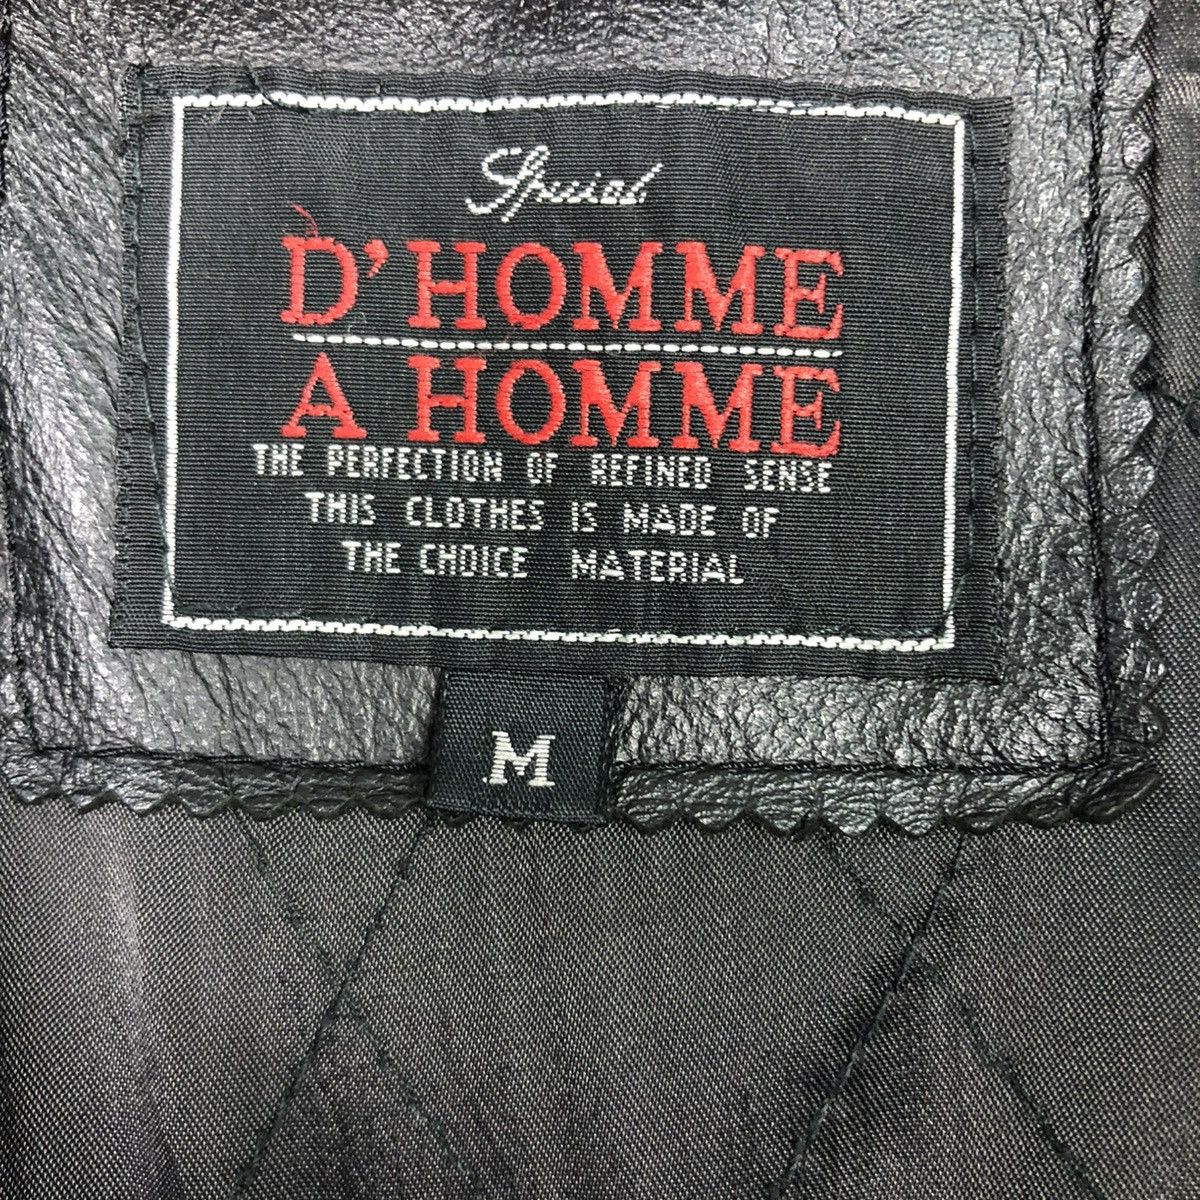 Special
D'HOMME
A HOMME
THE PERFECTION OF REFINED SENSE
THIS CLOTHES IS MADE OF
THE CHOICE MATERIAL
M